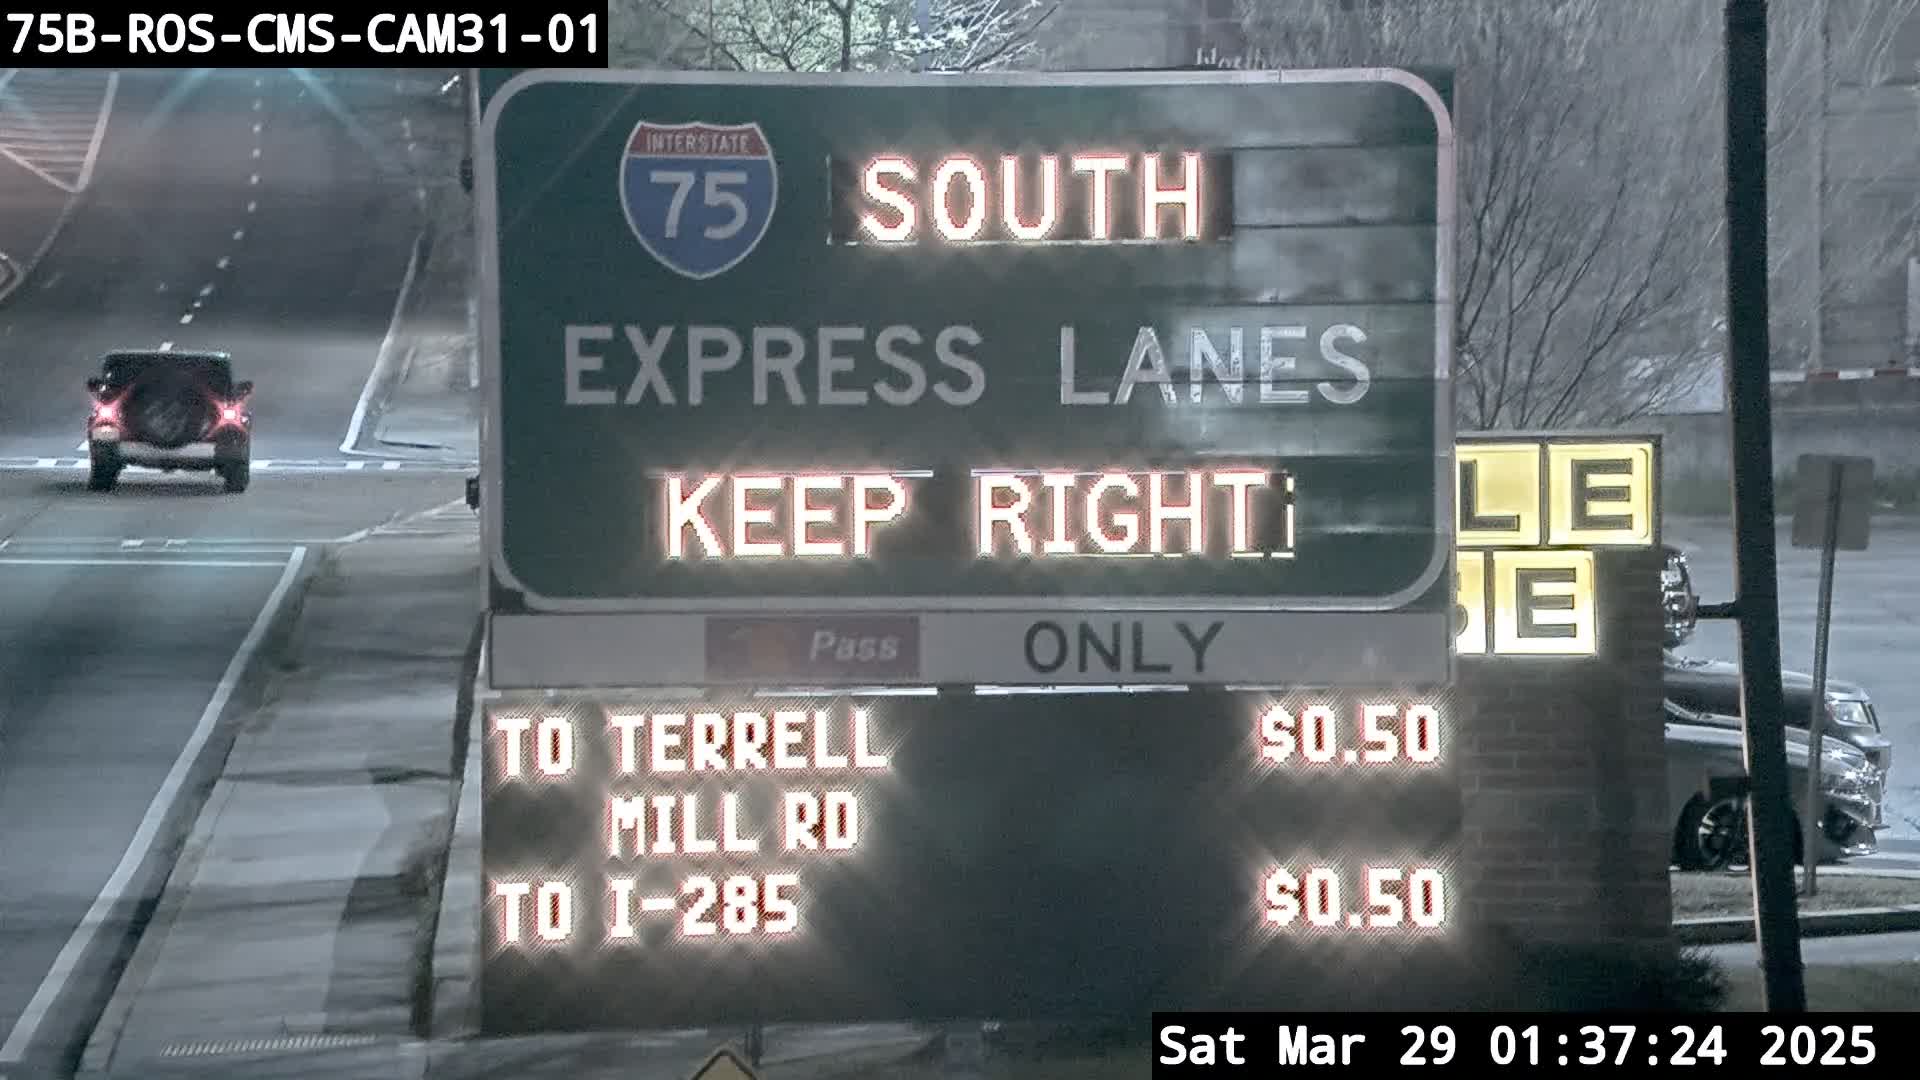 75B-ROS-CMS-CAM31-01
INTERSTATE
75
SOUTH
EXPRESS LANES
KEEP RIGHT
Pass ONLY
TO TERRELL $0.50
MILL RD
TO I-285 $0.50
LE
E
Sat Mar 29 01:37:24 2025